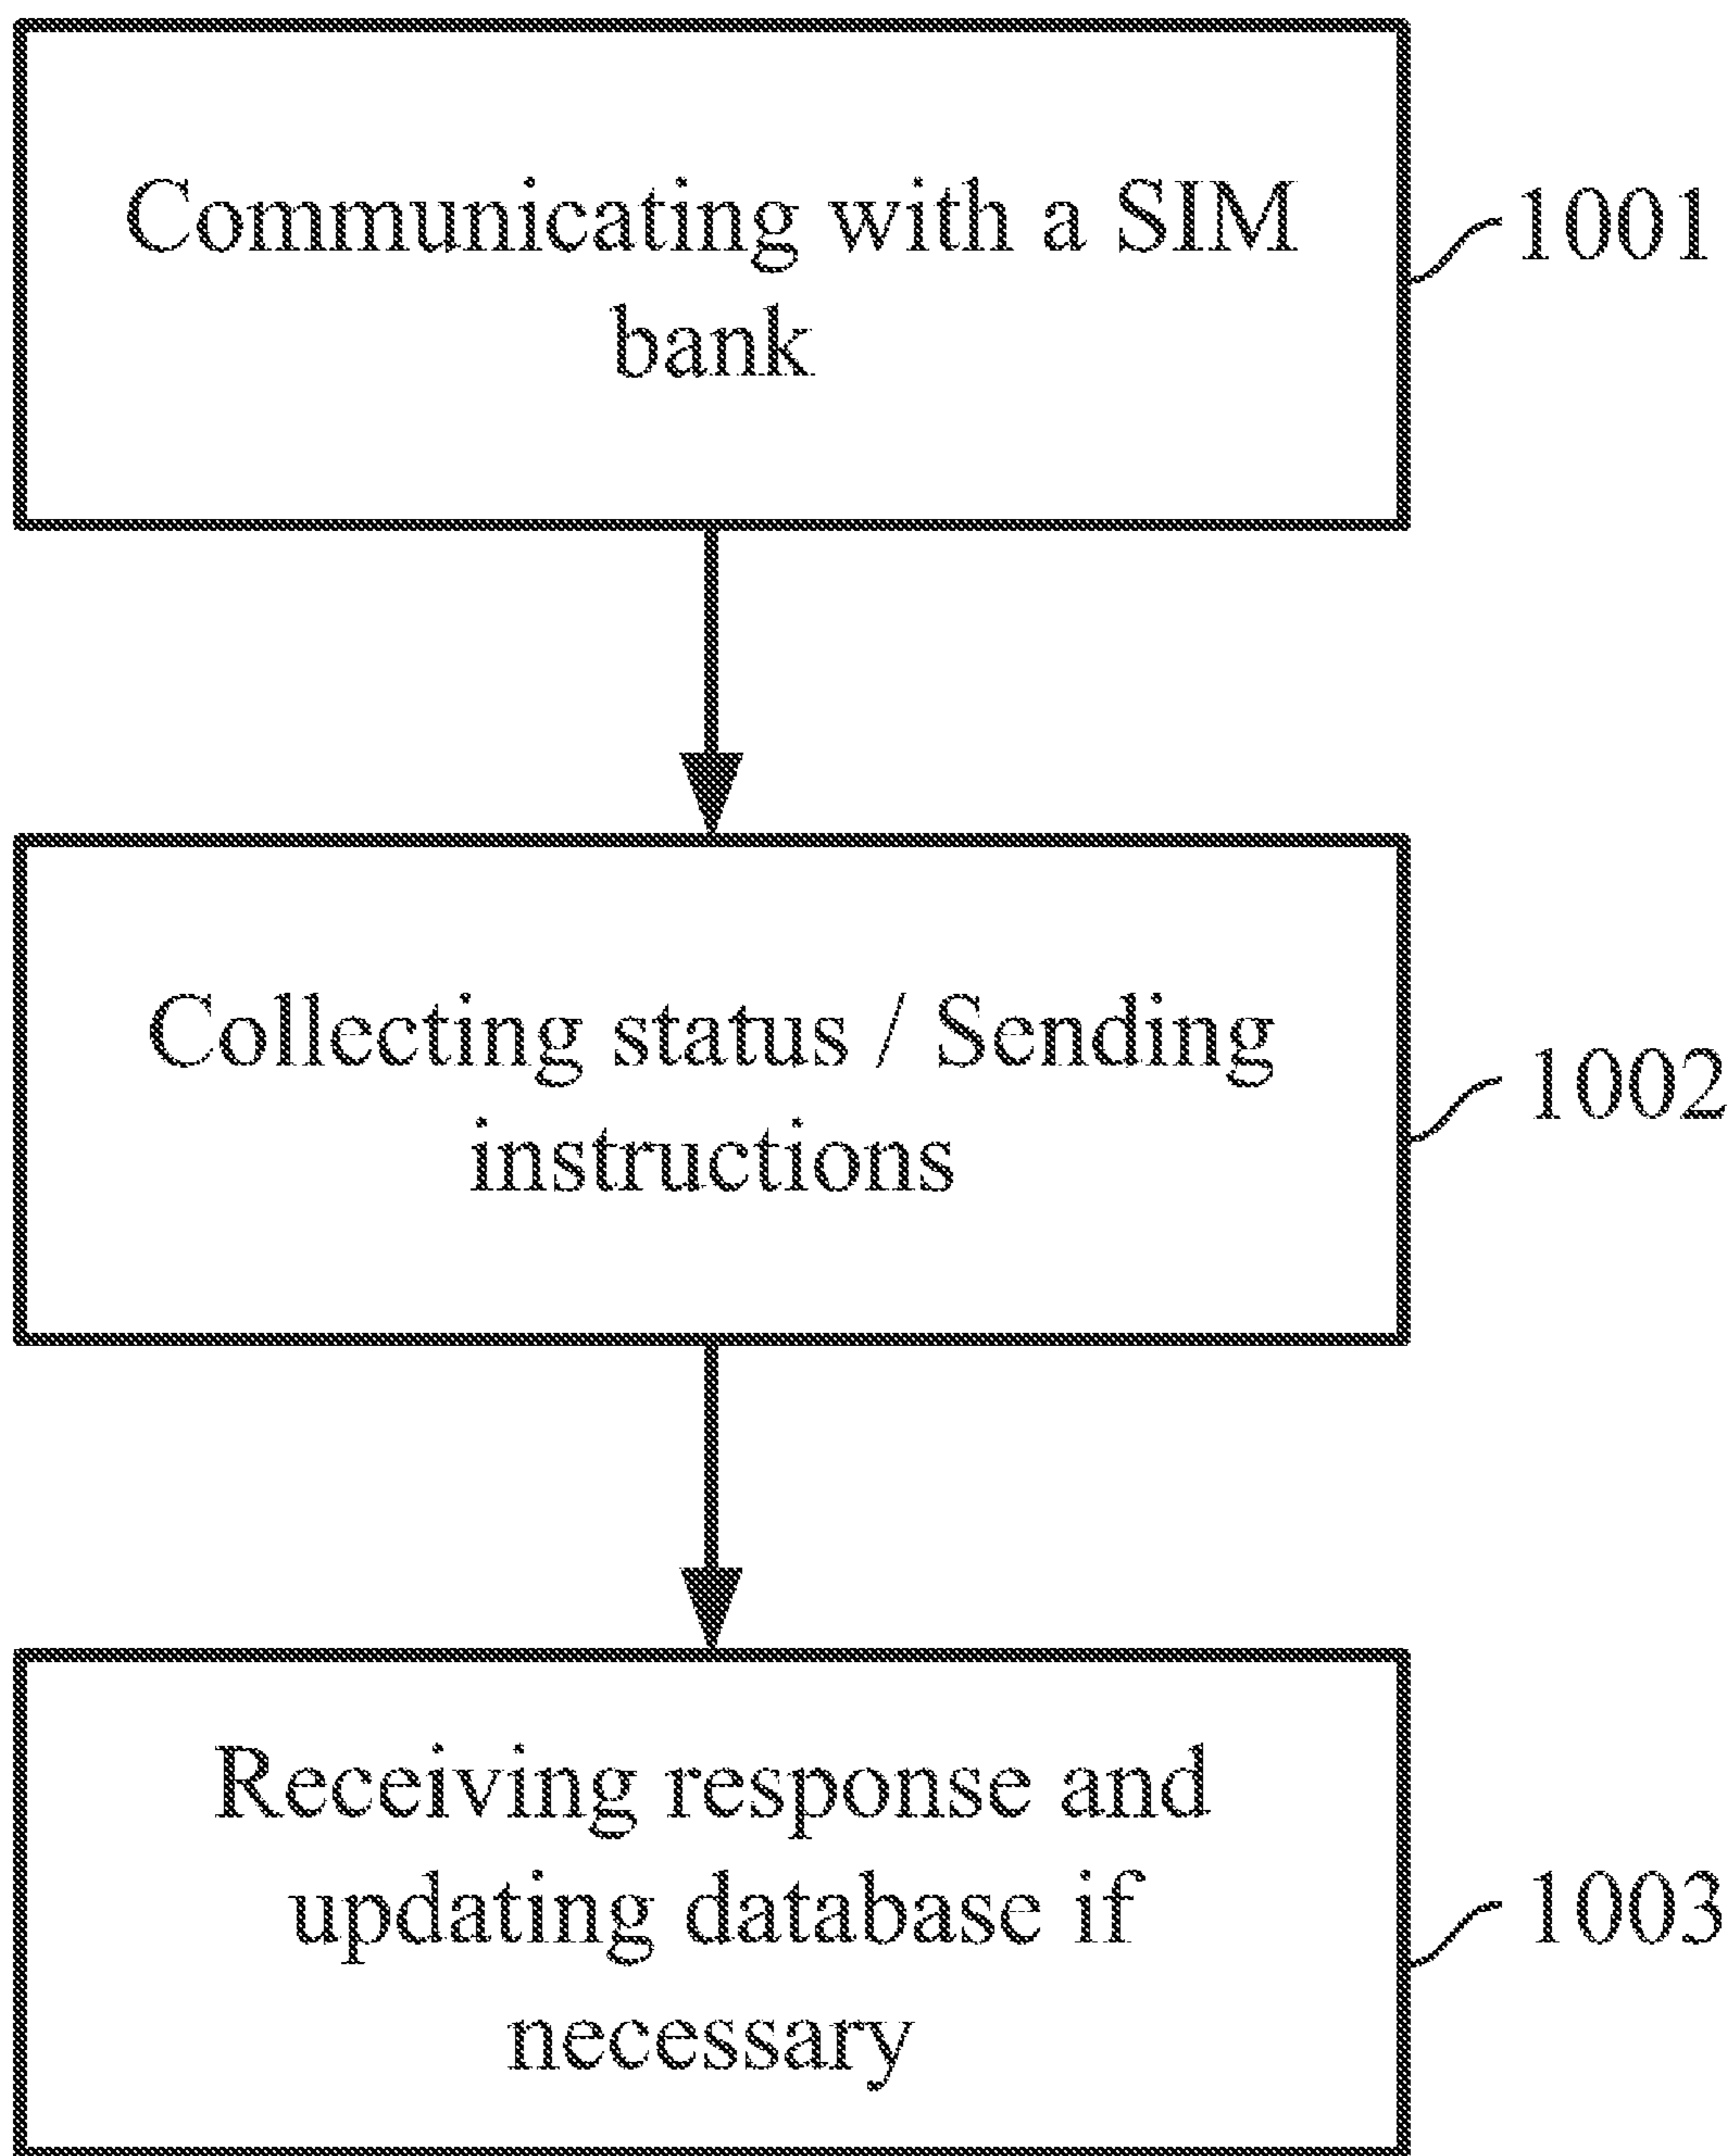 Communicating with a SIM
bank
1001
Collecting status / Sending
instructions
1002
Receiving response and
updating database if
necessary
1003